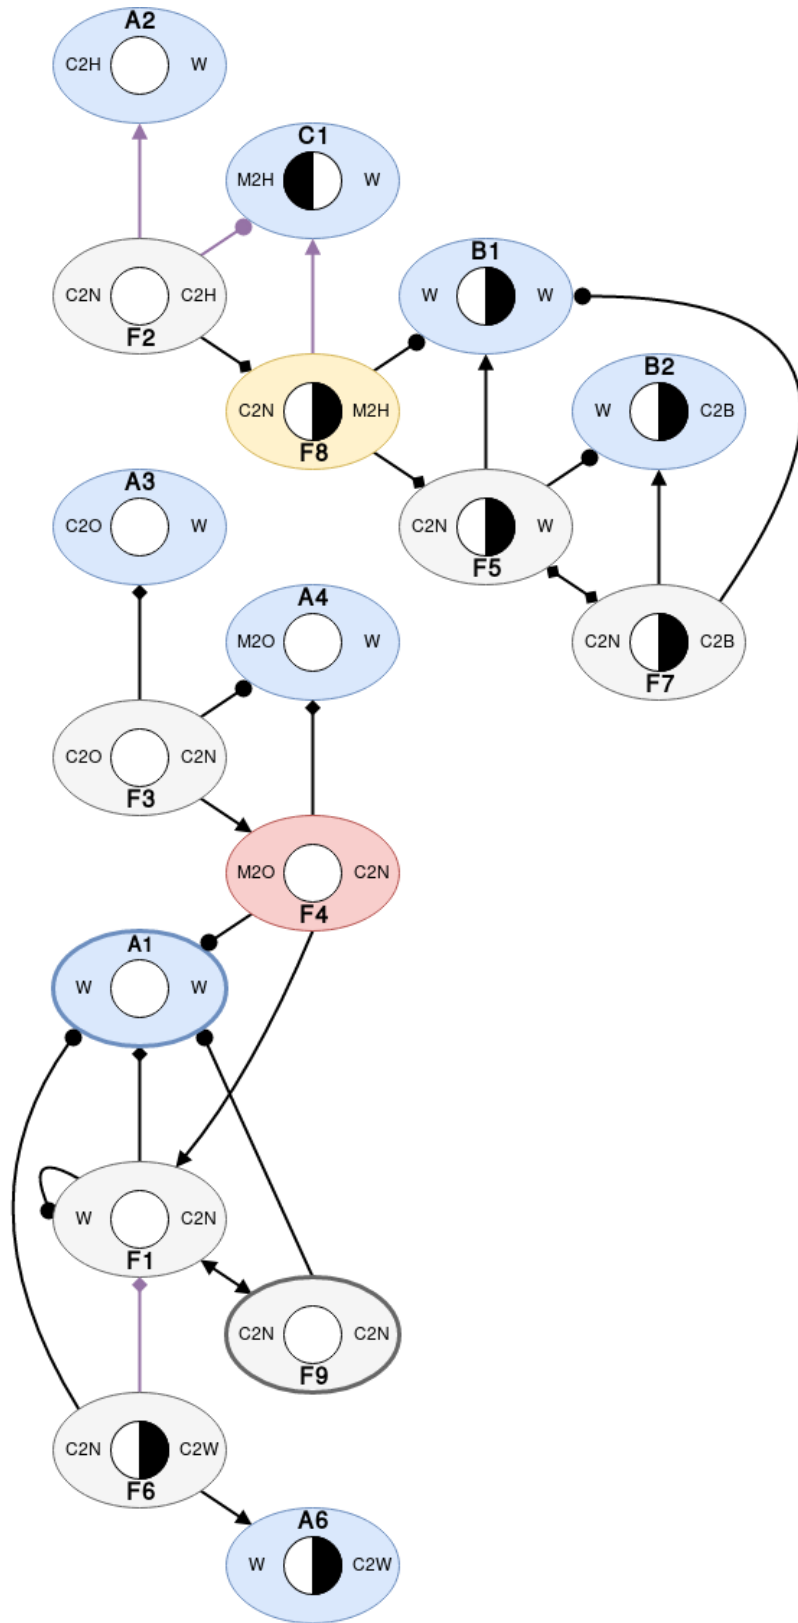 A2
C2H W
C1
M2H W
C2N C2H
F2
B1
W W
B2
W C2B
C2N M2H
F8
A3
C2O W
C2N W
F5
A4
M2O W
C2N C2B
F7
C2O C2N
F3
M2O C2N
F4
A1
W W
W C2N
F1
C2N C2N
F9
C2N C2W
F6
A6
W C2W